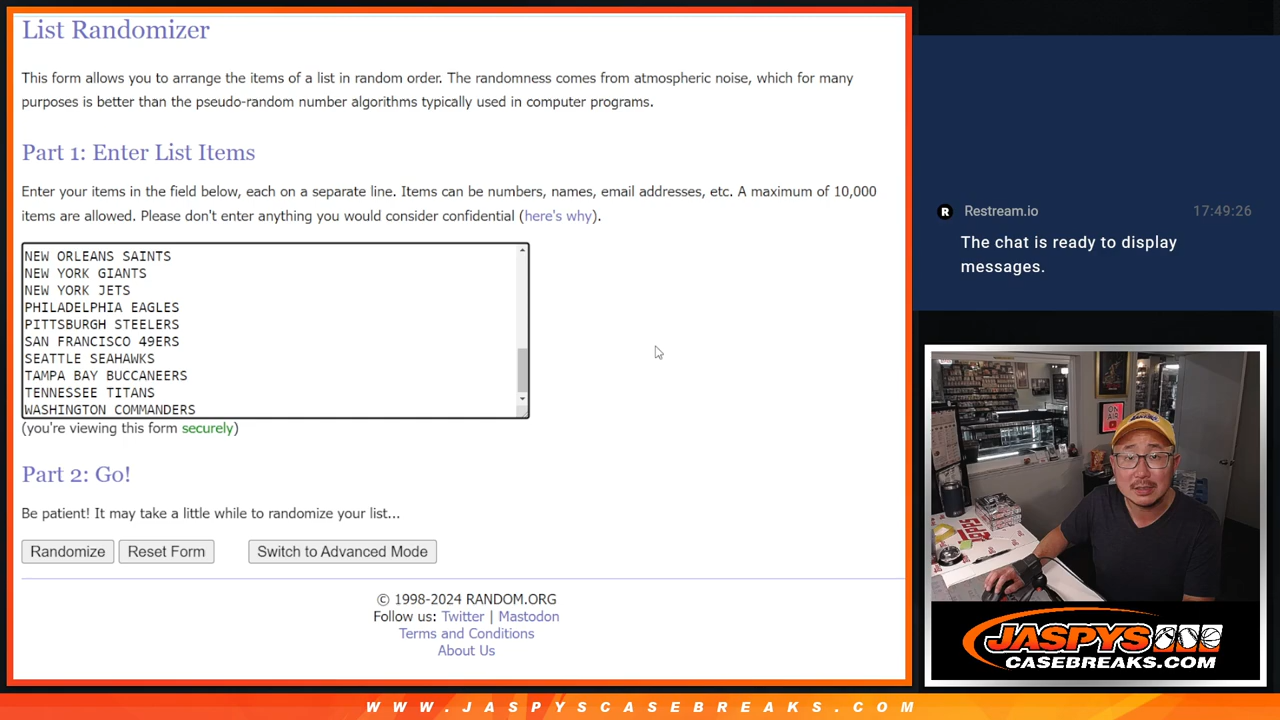 List Randomizer
This form allows you to arrange the items of a list in random order. The randomness comes from atmospheric noise, which for many
purposes is better than the pseudo-random number algorithms typically used in computer programs.
Part 1: Enter List Items
Enter your items in the field below, each on a separate line. Items can be numbers, names, email addresses, etc. A maximum of 10,000
items are allowed. Please don't enter anything you would consider confidential (here's why).
NEW ORLEANS SAINTS
NEW YORK GIANTS
NEW YORK JETS
PHILADELPHIA EAGLES
PITTSBURGH STEELERS
SAN FRANCISCO 49ERS
SEATTLE SEAHAWKS
TAMPA BAY BUCCANEERS
TENNESSEE TITANS
WASHINGTON COMMANDERS
(you're viewing this form securely)
Part 2: Go!
Be patient! It may take a little while to randomize your list...
Randomize Reset Form Switch to Advanced Mode
© 1998-2024 RANDOM.ORG
Follow us: Twitter | Mastodon
Terms and Conditions
About Us
R Restream.io 17:49:26
The chat is ready to display
messages.
ON
AIR
JASPYS
CASEBREAKS.COM
WWW.JASPYSCASEBREAKS.COM